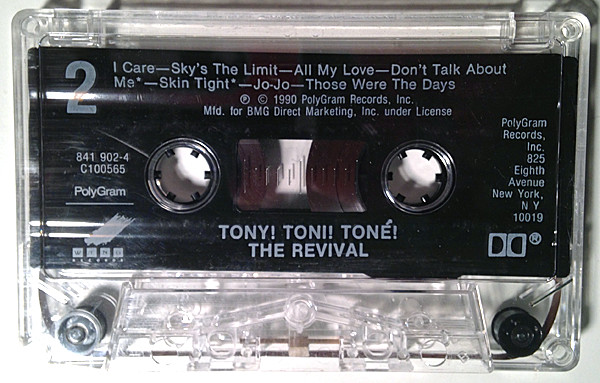 2
I Care—Sky's The Limit—All My Love—Don't Talk About
Me*—Skin Tight*—Jo-Jo—Those Were The Days
℗ © 1990 PolyGram Records, Inc.
Mfd. for BMG Direct Marketing, Inc. under License
841 902-4
C100565
PolyGram
WING
RECORDS
PolyGram
Records,
Inc.
825
Eighth
Avenue
New York,
N Y
10019
TONY! TONI! TONÉ!
THE REVIVAL
®